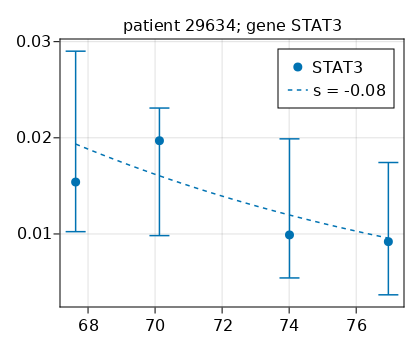 patient 29634; gene STAT3
0.03
0.02
0.01
STAT3
s = -0.08
68 70 72 74 76